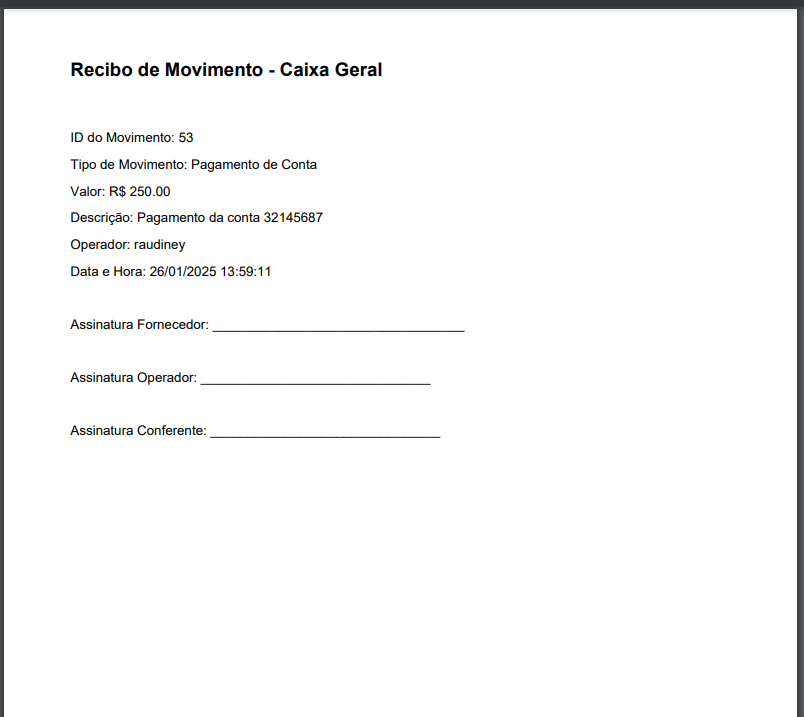 Recibo de Movimento - Caixa Geral
ID do Movimento: 53
Tipo de Movimento: Pagamento de Conta
Valor: R$ 250.00
Descrição: Pagamento da conta 32145687
Operador: raudiney
Data e Hora: 26/01/2025 13:59:11
Assinatura Fornecedor: ___________________________________
Assinatura Operador: ________________________________
Assinatura Conferente: ________________________________